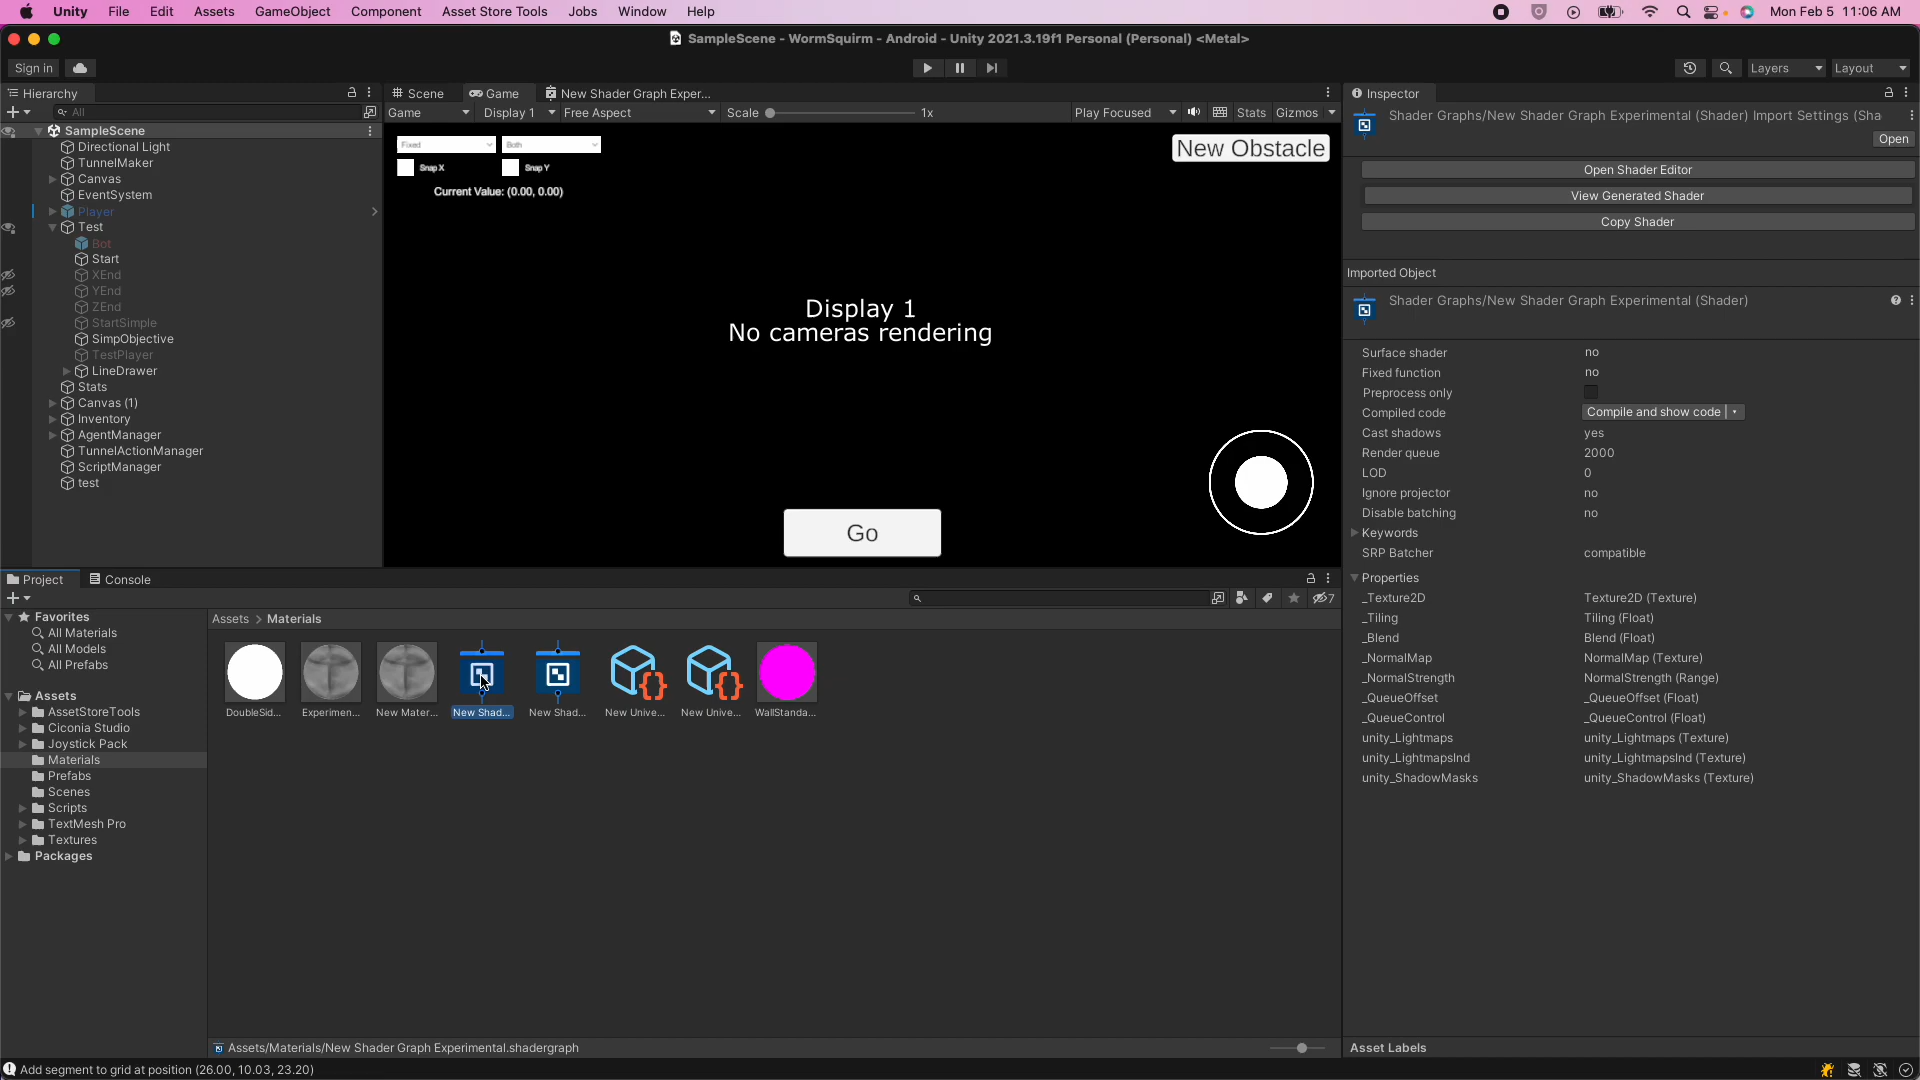 Unity File Edit Assets GameObject Component Asset Store Tools Jobs Window Help Mon Feb 5 11:06 AM
SampleScene - WormSquirm - Android - Unity 2021.3.19f1 Personal (Personal) <Metal>
Sign in Layers Layout
Hierarchy
All
SampleScene
Directional Light
TunnelMaker
Canvas
EventSystem
Player
Test
Bot
Start
XEnd
YEnd
ZEnd
StartSimple
SimpObjective
TestPlayer
LineDrawer
Stats
Canvas (1)
Inventory
AgentManager
TunnelActionManager
ScriptManager
test
Scene Game New Shader Graph Exper...
Game Display 1 Free Aspect Scale 1x Play Focused Stats Gizmos
Fixed Both
Snap X Snap Y
Current Value: (0.00, 0.00)
New Obstacle
Display 1
No cameras rendering
Go
Inspector
Shader Graphs/New Shader Graph Experimental (Shader) Import Settings (Sha
Open
Open Shader Editor
View Generated Shader
Copy Shader
Imported Object
Shader Graphs/New Shader Graph Experimental (Shader)
Surface shader no
Fixed function no
Preprocess only
Compiled code Compile and show code
Cast shadows yes
Render queue 2000
LOD 0
Ignore projector no
Disable batching no
Keywords
SRP Batcher compatible
Properties
_Texture2D Texture2D (Texture)
_Tiling Tiling (Float)
_Blend Blend (Float)
_NormalMap NormalMap (Texture)
_NormalStrength NormalStrength (Range)
_QueueOffset _QueueOffset (Float)
_QueueControl _QueueControl (Float)
unity_Lightmaps unity_Lightmaps (Texture)
unity_LightmapsInd unity_LightmapsInd (Texture)
unity_ShadowMasks unity_ShadowMasks (Texture)
Asset Labels
Project Console
7
Favorites
All Materials
All Models
All Prefabs
Assets
AssetStoreTools
Ciconia Studio
Joystick Pack
Materials
Prefabs
Scenes
Scripts
TextMesh Pro
Textures
Packages
Assets > Materials
DoubleSid... Experimen... New Mater... New Shad... New Shad... New Unive... New Unive... WallStanda...
Assets/Materials/New Shader Graph Experimental.shadergraph
Add segment to grid at position (26.00, 10.03, 23.20)